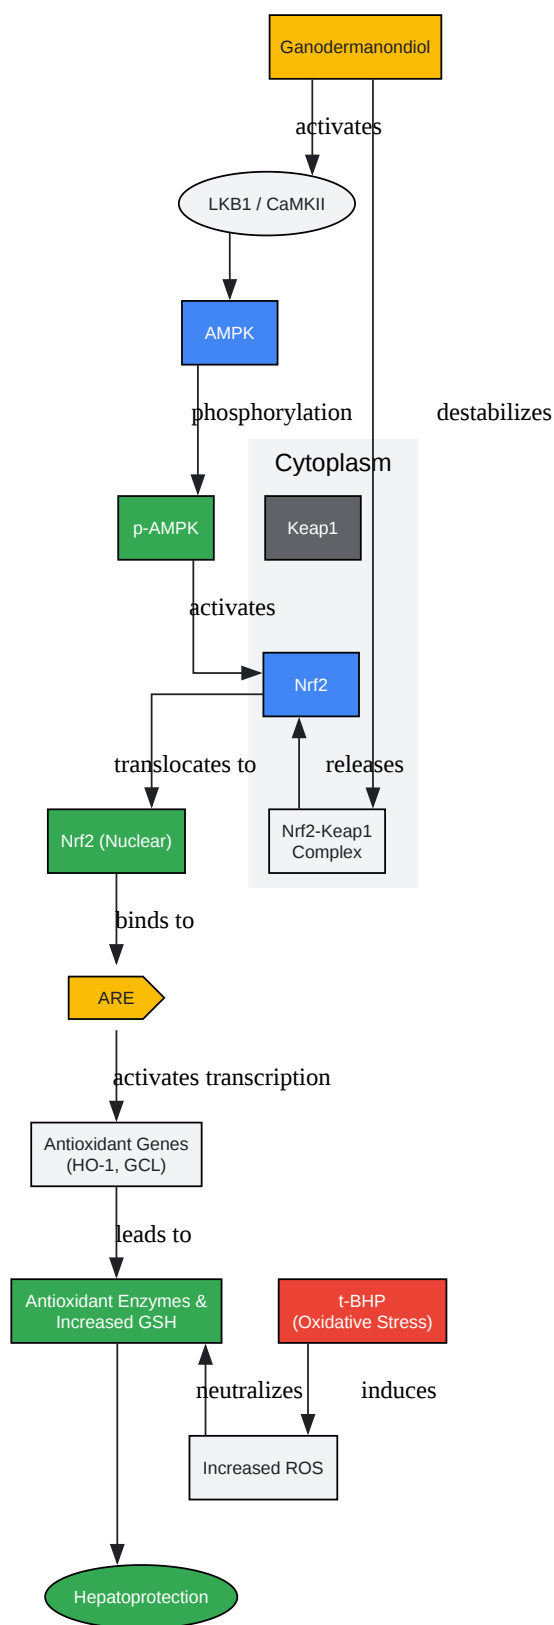 Ganodermanondiol
activates
LKB1 / CaMKII
AMPK
phosphorylation
destabilizes
Cytoplasm
p-AMPK
Keap1
activates
Nrf2
translocates to
releases
Nrf2 (Nuclear)
Nrf2-Keap1
Complex
binds to
ARE
activates transcription
Antioxidant Genes
(HO-1, GCL)
leads to
Antioxidant Enzymes &
Increased GSH
t-BHP
(Oxidative Stress)
neutralizes
induces
Increased ROS
Hepatoprotection